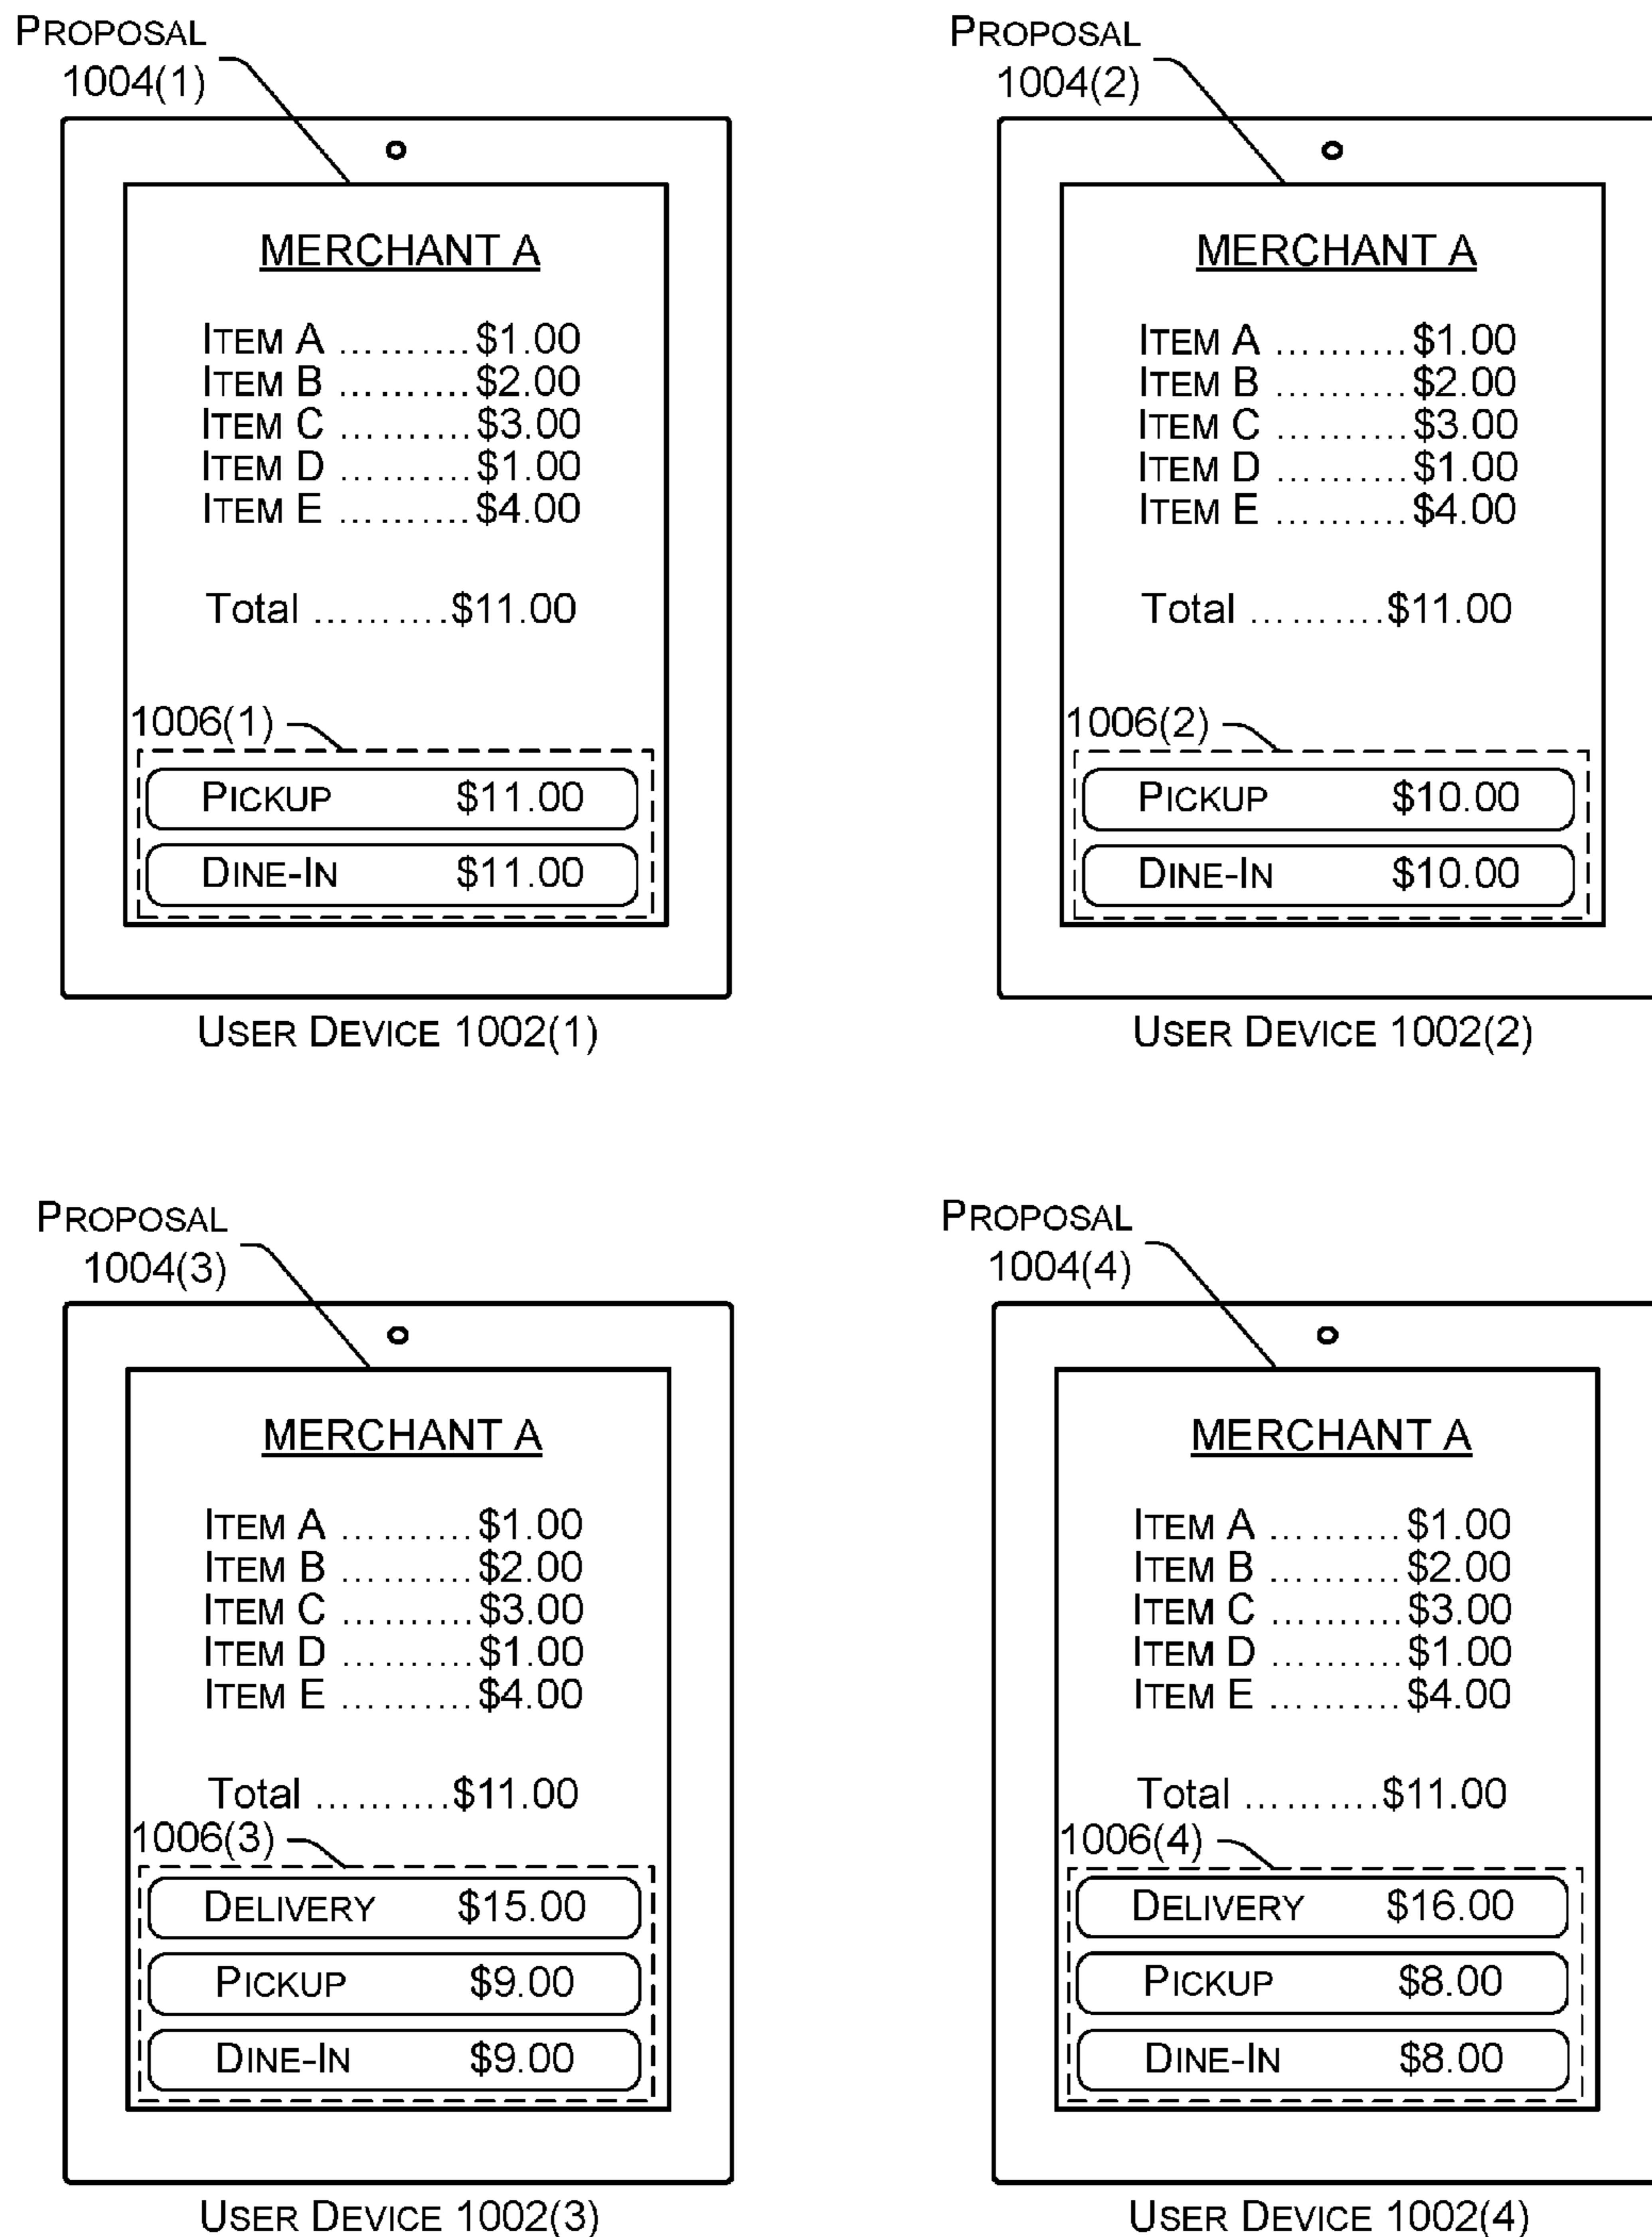 PROPOSAL
1004(1)
MERCHANT A
ITEM A ..........$1.00
ITEM B ..........$2.00
ITEM C ..........$3.00
ITEM D ..........$1.00
ITEM E ..........$4.00
Total ..........$11.00
1006(1)
PICKUP $11.00
DINE-IN $11.00
USER DEVICE 1002(1)
PROPOSAL
1004(2)
MERCHANT A
ITEM A ..........$1.00
ITEM B ..........$2.00
ITEM C ..........$3.00
ITEM D ..........$1.00
ITEM E ..........$4.00
Total ..........$11.00
1006(2)
PICKUP $10.00
DINE-IN $10.00
USER DEVICE 1002(2)
PROPOSAL
1004(3)
MERCHANT A
ITEM A ..........$1.00
ITEM B ..........$2.00
ITEM C ..........$3.00
ITEM D ..........$1.00
ITEM E ..........$4.00
Total ..........$11.00
1006(3)
DELIVERY $15.00
PICKUP $9.00
DINE-IN $9.00
USER DEVICE 1002(3)
PROPOSAL
1004(4)
MERCHANT A
ITEM A ..........$1.00
ITEM B ..........$2.00
ITEM C ..........$3.00
ITEM D ..........$1.00
ITEM E ..........$4.00
Total ..........$11.00
1006(4)
DELIVERY $16.00
PICKUP $8.00
DINE-IN $8.00
USER DEVICE 1002(4)